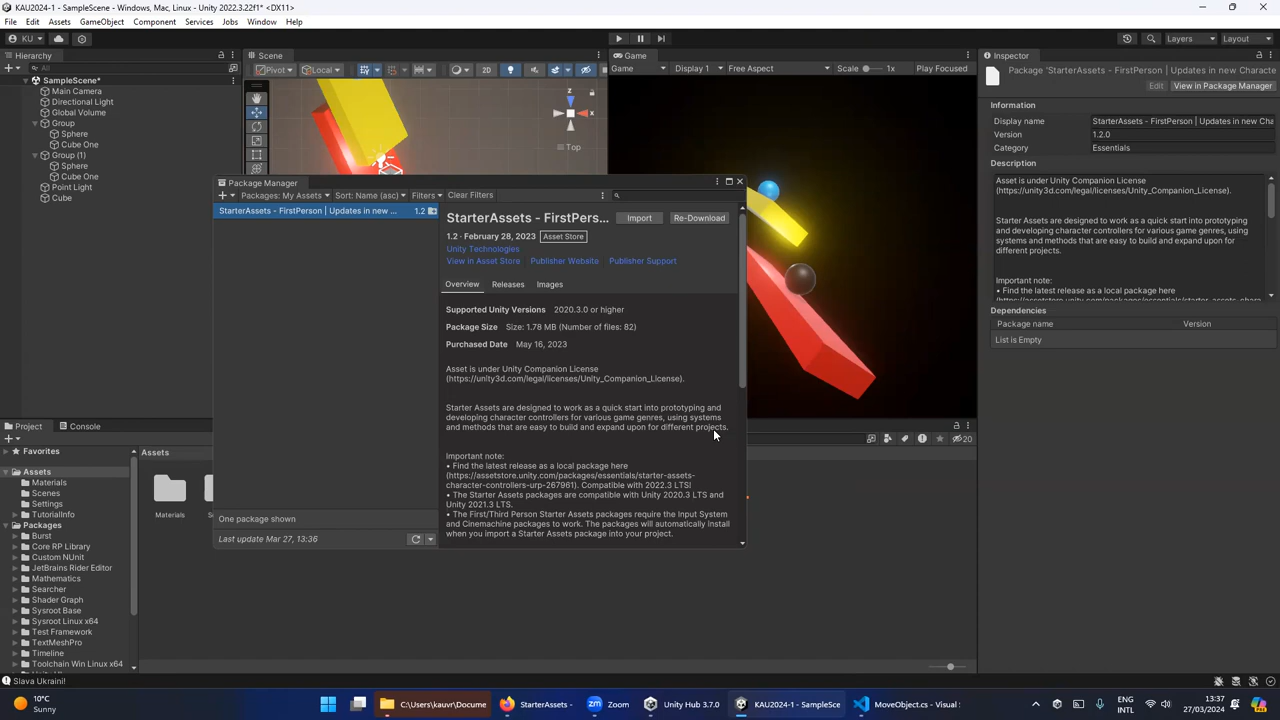 KAU2024-1 - SampleScene - Windows, Mac, Linux - Unity 2022.3.22f1* <DX11>
File Edit Assets GameObject Component Services Jobs Window Help
KU
Layers Layout
Hierarchy
All
SampleScene*
Main Camera
Directional Light
Global Volume
Group
Sphere
Cube One
Group (1)
Sphere
Cube One
Point Light
Cube
Scene
Pivot Local 2D
z
x
Top
Game
Game Display 1 Free Aspect Scale 1x Play Focused
Package Manager
Packages: My Assets Sort: Name (asc) Filters Clear Filters
StarterAssets - FirstPerson | Updates in new ... 1.2
One package shown
Last update Mar 27, 13:36
StarterAssets - FirstPers... Import Re-Download
1.2 · February 28, 2023 Asset Store
Unity Technologies
View in Asset Store Publisher Website Publisher Support
Overview Releases Images
Supported Unity Versions 2020.3.0 or higher
Package Size Size: 1.78 MB (Number of files: 82)
Purchased Date May 16, 2023
Asset is under Unity Companion License
(https://unity3d.com/legal/licenses/Unity_Companion_License).
Starter Assets are designed to work as a quick start into prototyping and
developing character controllers for various game genres, using systems
and methods that are easy to build and expand upon for different projects.
Important note:
• Find the latest release as a local package here
(https://assetstore.unity.com/packages/essentials/starter-assets-
character-controllers-urp-267961). Compatible with 2022.3 LTS!
• The Starter Assets packages are compatible with Unity 2020.3 LTS and
Unity 2021.3 LTS.
• The First/Third Person Starter Assets packages require the Input System
and Cinemachine packages to work. The packages will automatically install
when you import a Starter Assets package into your project.
Inspector
Package 'StarterAssets - FirstPerson | Updates in new Characte
Edit View in Package Manager
Information
Display name StarterAssets - FirstPerson | Updates in new Cha
Version 1.2.0
Category Essentials
Description
Asset is under Unity Companion License
(https://unity3d.com/legal/licenses/Unity_Companion_License).
Starter Assets are designed to work as a quick start into
prototyping and developing character controllers for various
game genres, using systems and methods that are easy to
build and expand upon for different projects.
Important note:
• Find the latest release as a local package here
(https://assetstore.unity.com/packages/essentials/starter-assets-chara
Dependencies
Package name Version
List is Empty
Project Console
20
Favorites
Assets
Materials
Scenes
Settings
TutorialInfo
Packages
Burst
Core RP Library
Custom NUnit
JetBrains Rider Editor
Mathematics
Searcher
Shader Graph
Sysroot Base
Sysroot Linux x64
Test Framework
TextMeshPro
Timeline
Toolchain Win Linux x64
Assets
Materials
S
Slava Ukraini!
10°C
Sunny
C:\Users\kauvr\Docume
StarterAssets -
Zoom
Unity Hub 3.7.0
KAU2024-1 - SampleSce
MoveObject.cs - Visual S
ENG
INTL
13:37
27/03/2024